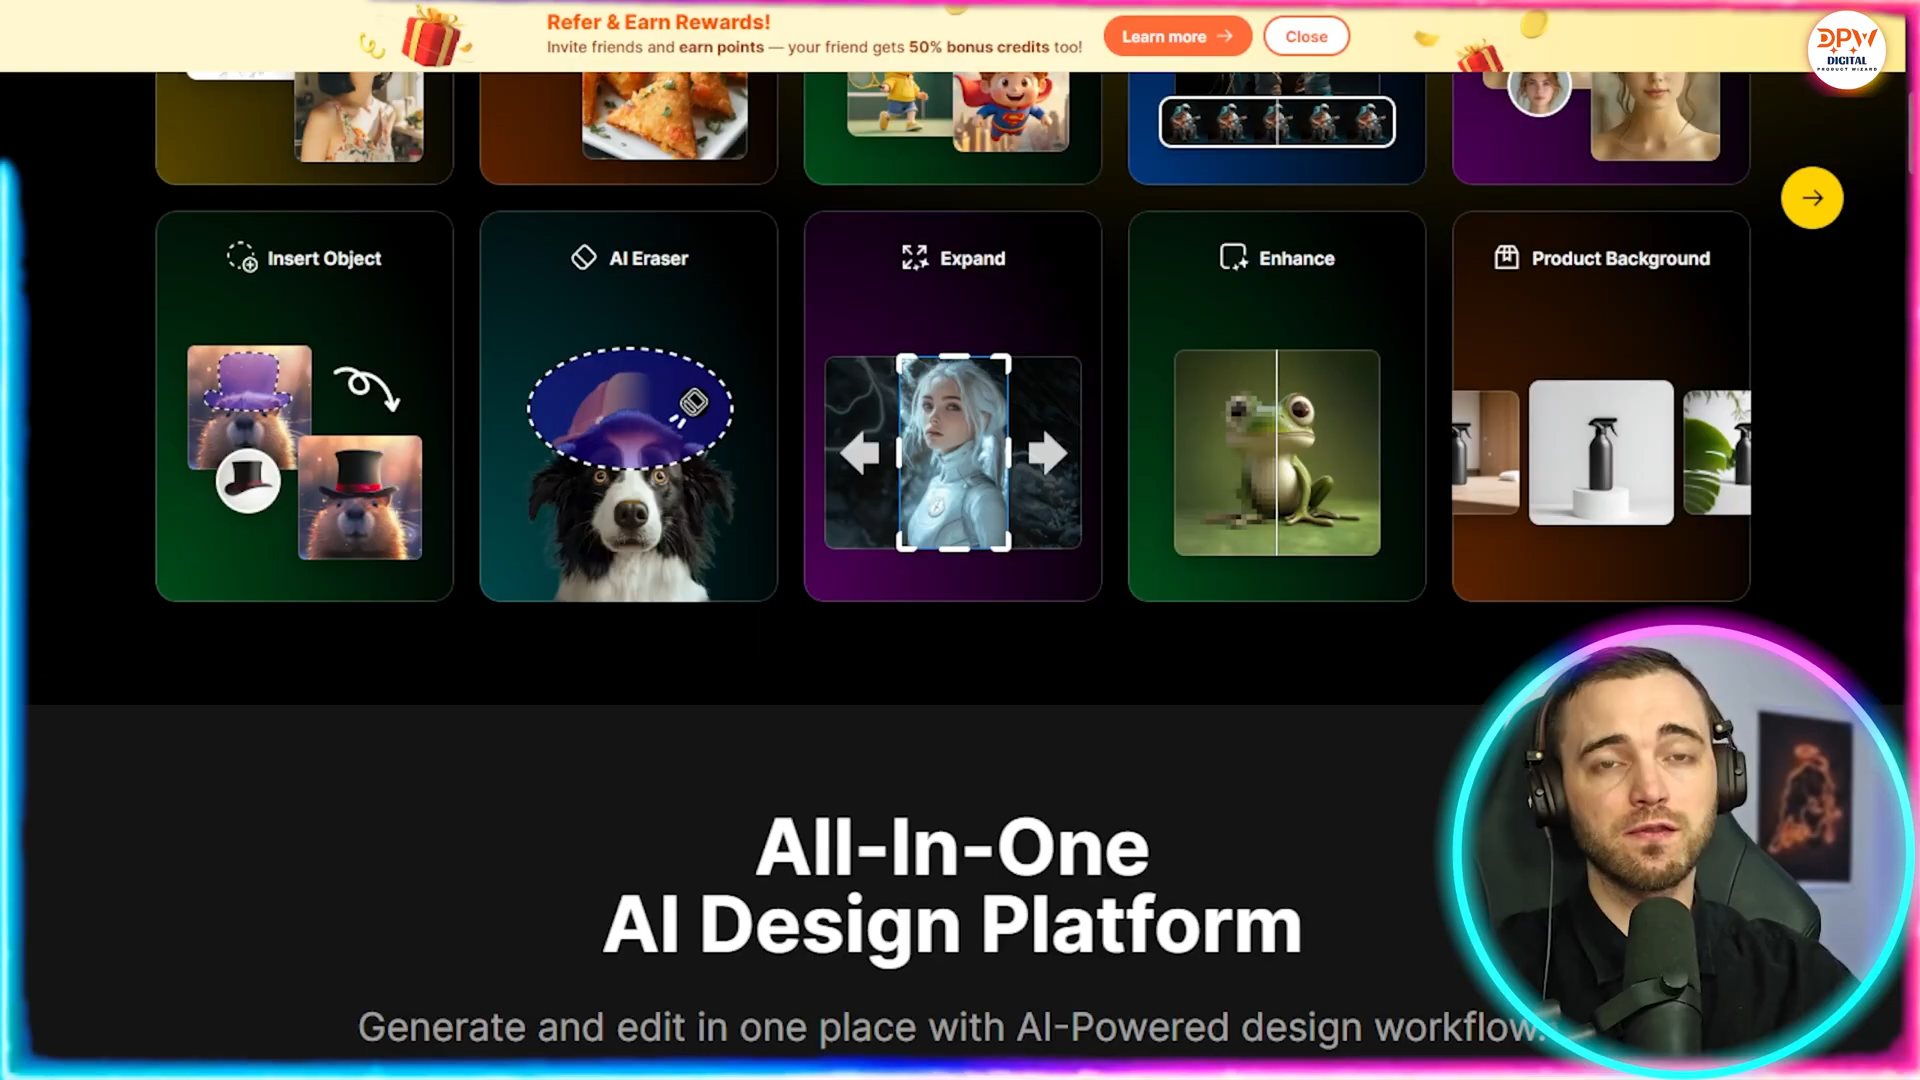 Refer & Earn Rewards!
Invite friends and earn points — your friend gets 50% bonus credits too!
Learn more →
Close
DPW
DIGITAL
PRODUCT WIZARD
Insert Object
AI Eraser
Expand
Enhance
Product Background
All-In-One
AI Design Platform
Generate and edit in one place with AI-Powered design workflow.